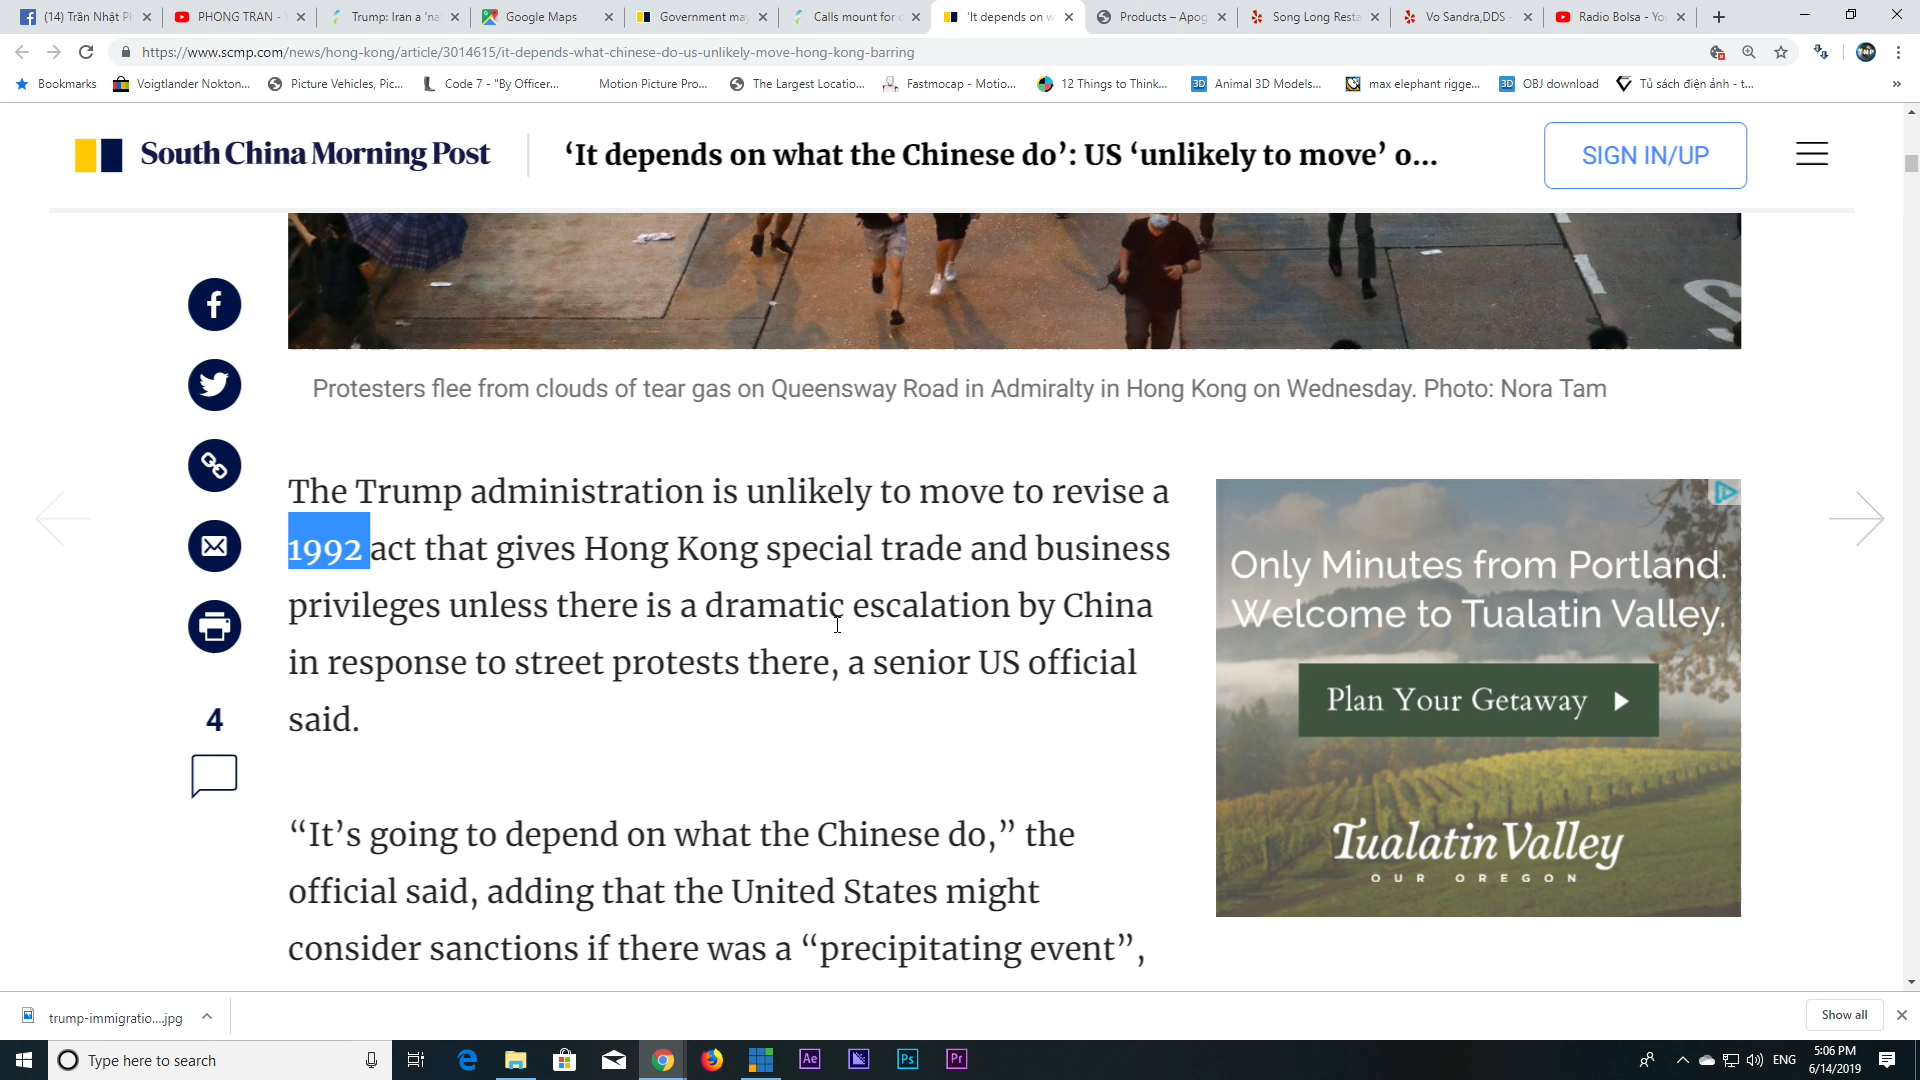 (14) Trần Nhật Ph
PHONG TRAN - Y
Trump: Iran a 'na
Google Maps
Government may
Calls mount for c
'It depends on w
Products – Apog
Song Long Resta
Vo Sandra,DDS -
Radio Bolsa - You
https://www.scmp.com/news/hong-kong/article/3014615/it-depends-what-chinese-do-us-unlikely-move-hong-kong-barring
Bookmarks
Voigtlander Nokton...
Picture Vehicles, Pic...
Code 7 - "By Officer...
Motion Picture Pro...
The Largest Locatio...
Fastmocap - Motio...
12 Things to Think...
3D
Animal 3D Models...
max elephant rigge...
3D
OBJ download
Tủ sách điện ảnh - t...
»
South China Morning Post
‘It depends on what the Chinese do’: US ‘unlikely to move’ o...
SIGN IN/UP
Protesters flee from clouds of tear gas on Queensway Road in Admiralty in Hong Kong on Wednesday. Photo: Nora Tam
The Trump administration is unlikely to move to revise a
1992 act that gives Hong Kong special trade and business
privileges unless there is a dramatic escalation by China
in response to street protests there, a senior US official
said.
4
“It’s going to depend on what the Chinese do,” the
official said, adding that the United States might
consider sanctions if there was a “precipitating event”,
Only Minutes from Portland.
Welcome to Tualatin Valley.
Plan Your Getaway
Tualatin Valley
OUR OREGON
trump-immigratio....jpg
Show all
Type here to search
Ae
Ps
Pr
ENG
5:06 PM
6/14/2019